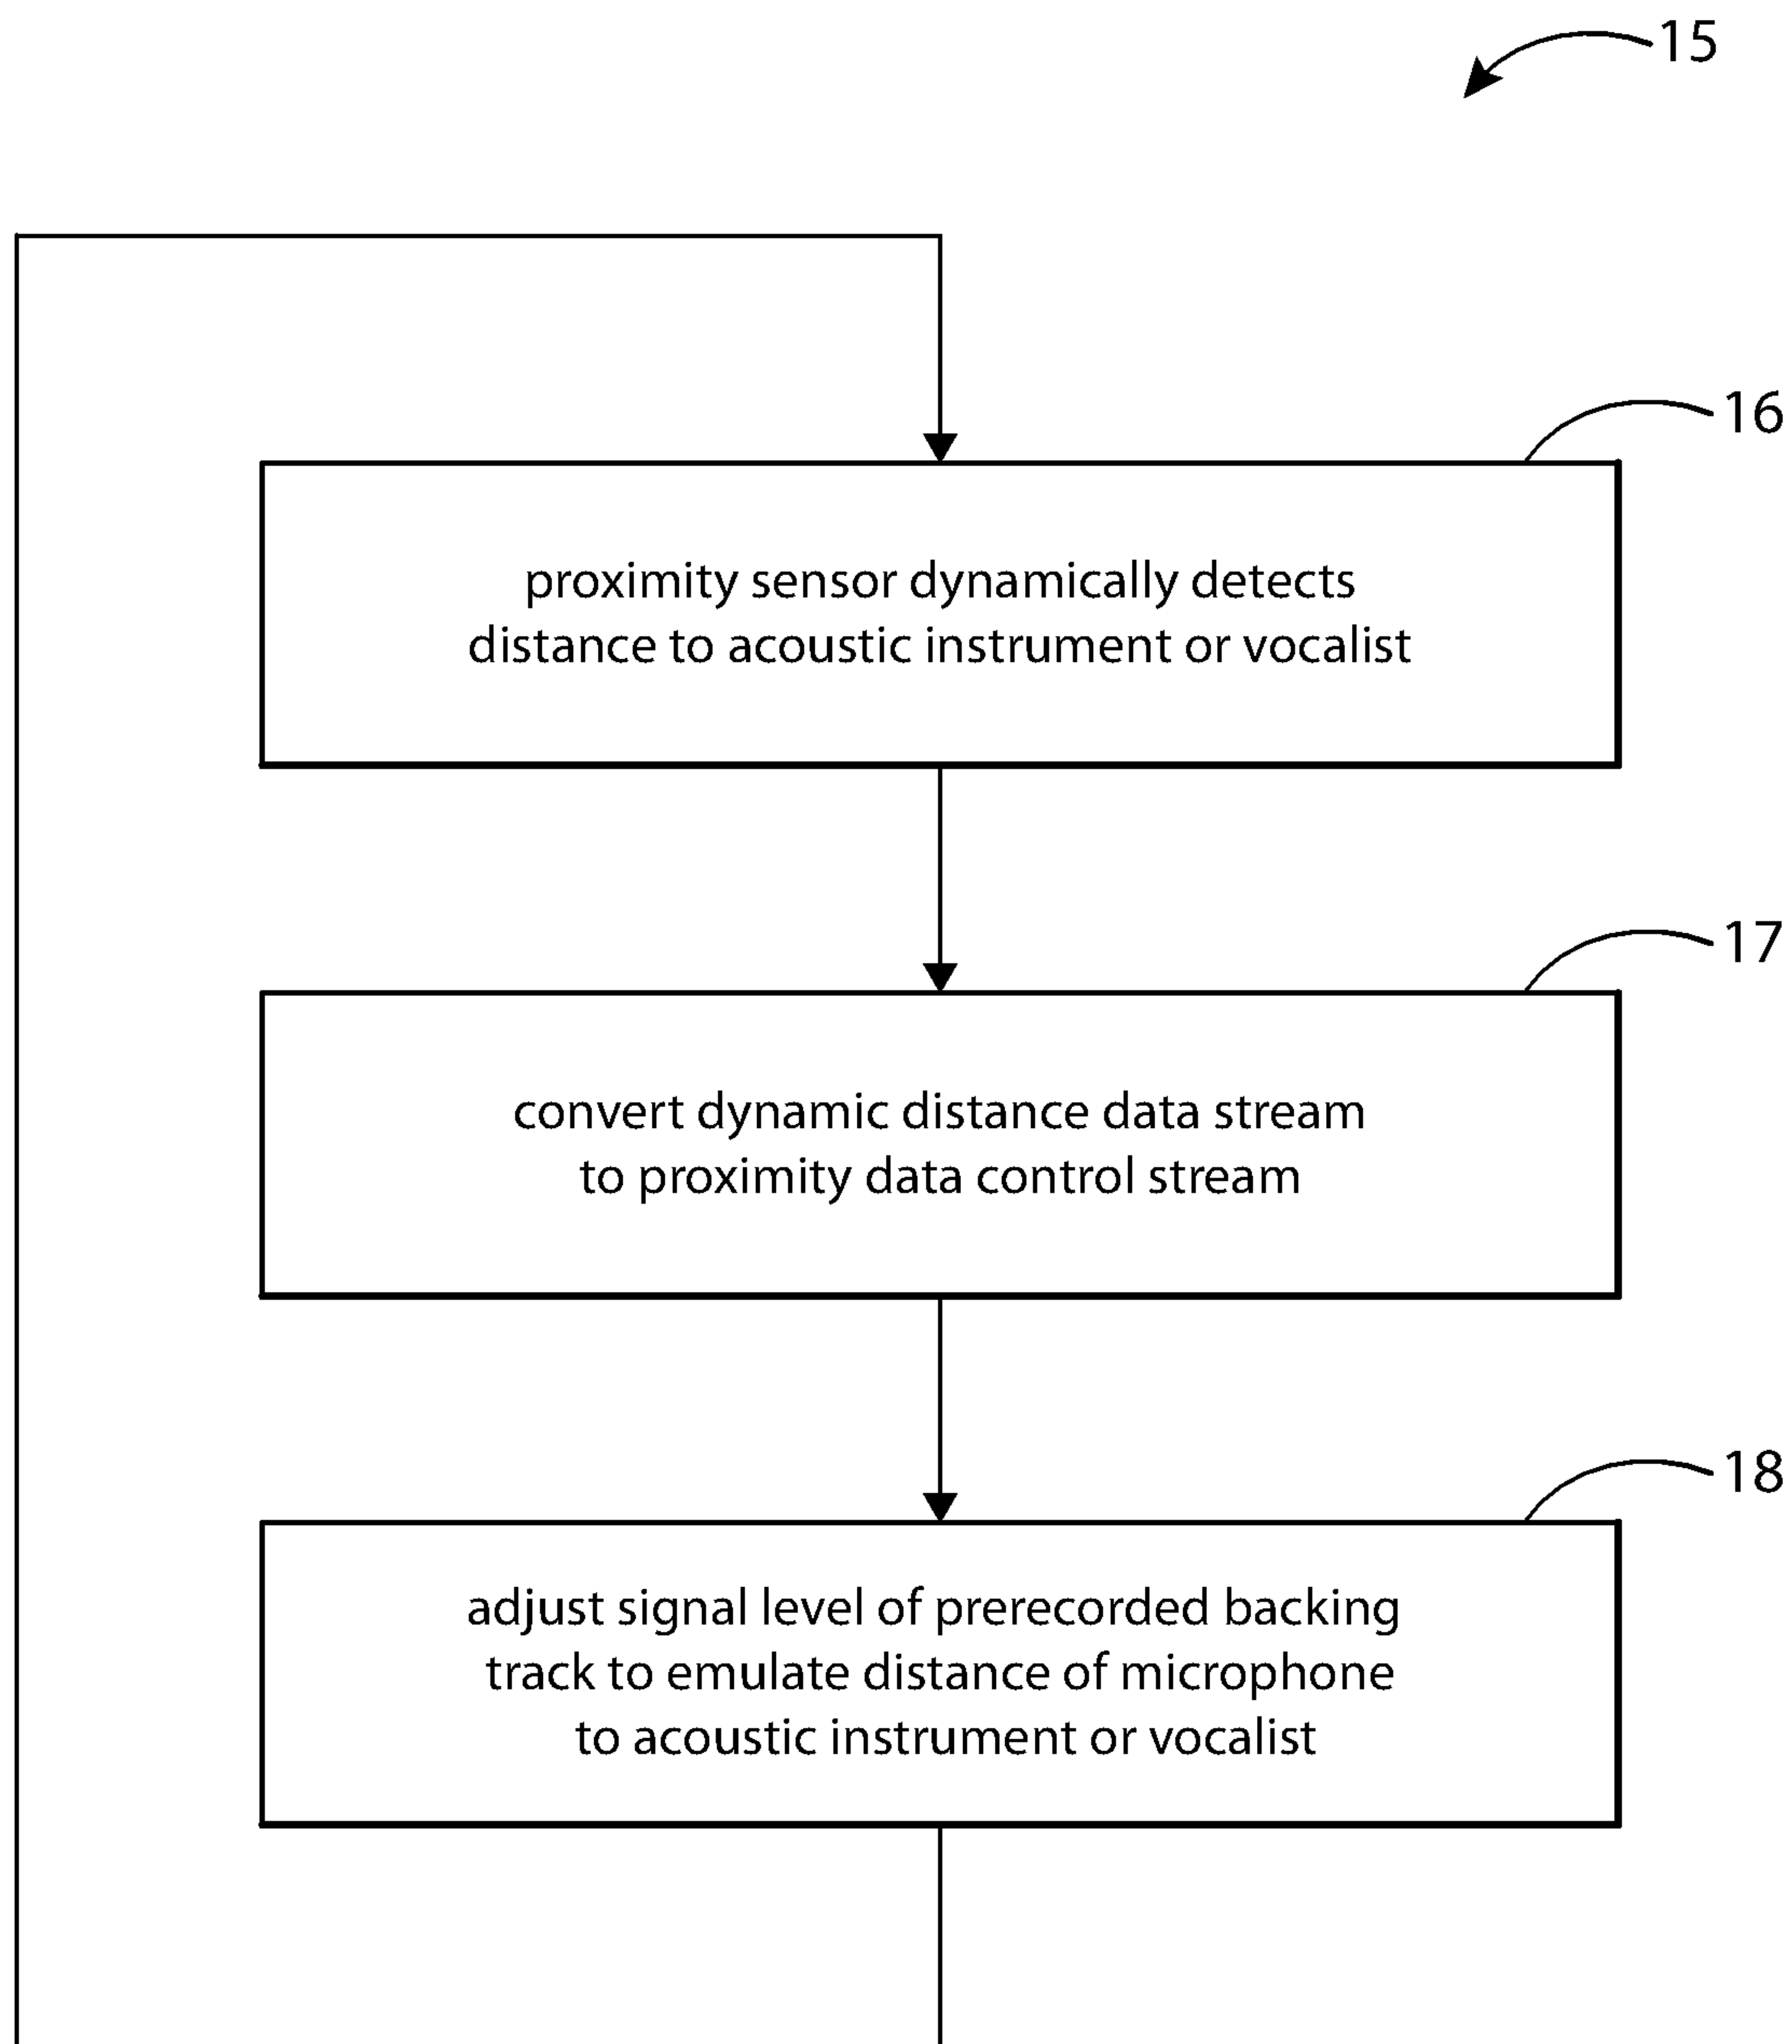 15
16
proximity sensor dynamically detects
distance to acoustic instrument or vocalist
17
convert dynamic distance data stream
to proximity data control stream
18
adjust signal level of prerecorded backing
track to emulate distance of microphone
to acoustic instrument or vocalist